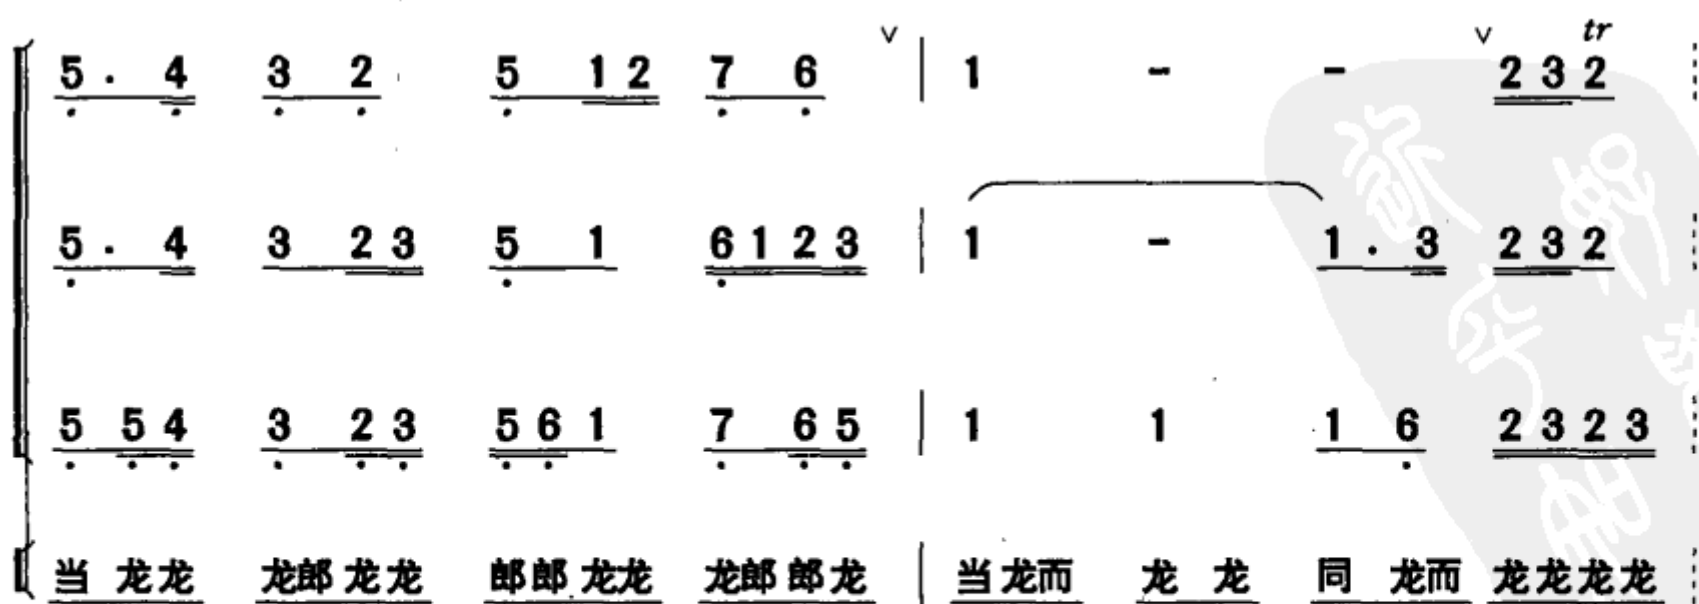 ∨ ∨ tr
5 . 4 3 2 5 1 2 7 6 | 1 - - 2 3 2
5 . 4 3 2 3 5 1 6 1 2 3 | 1 - 1 . 3 2 3 2
5 5 4 3 2 3 5 6 1 7 6 5 | 1 1 1 6 2 3 2 3
当 龙龙 龙郎 龙龙 郎郎 龙龙 龙郎 郎龙 | 当 龙而 龙 龙 同 龙而 龙龙龙龙